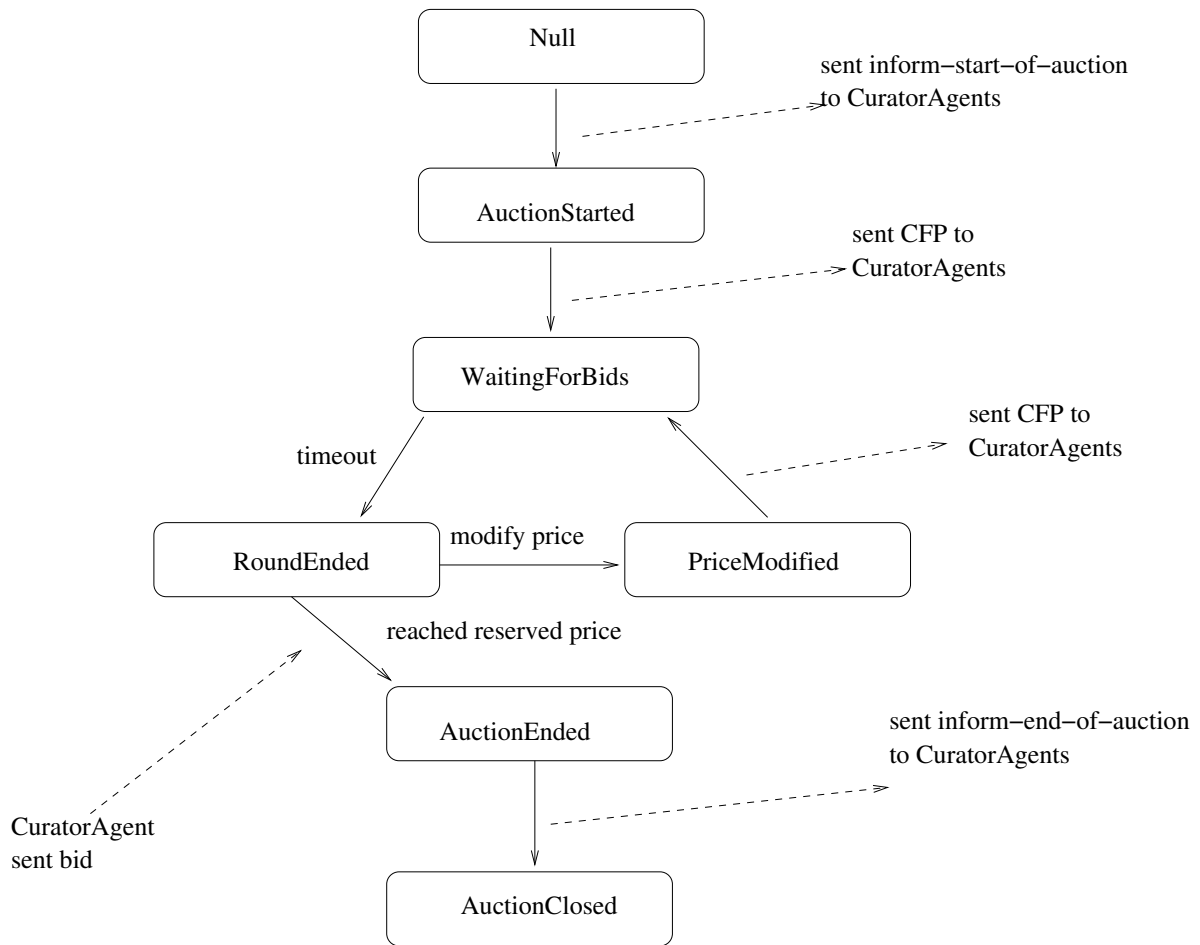 Null
sent inform−start−of−auction
to CuratorAgents
AuctionStarted
sent CFP to
CuratorAgents
WaitingForBids
sent CFP to
CuratorAgents
timeout
modify price
RoundEnded
PriceModified
reached reserved price
AuctionEnded
sent inform−end−of−auction
to CuratorAgents
CuratorAgent
sent bid
AuctionClosed